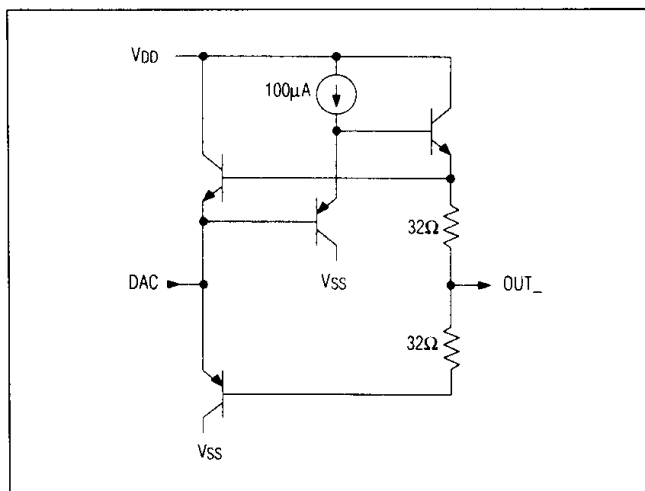 VDD
100µA
32Ω
VSS
DAC
OUT_
32Ω
VSS